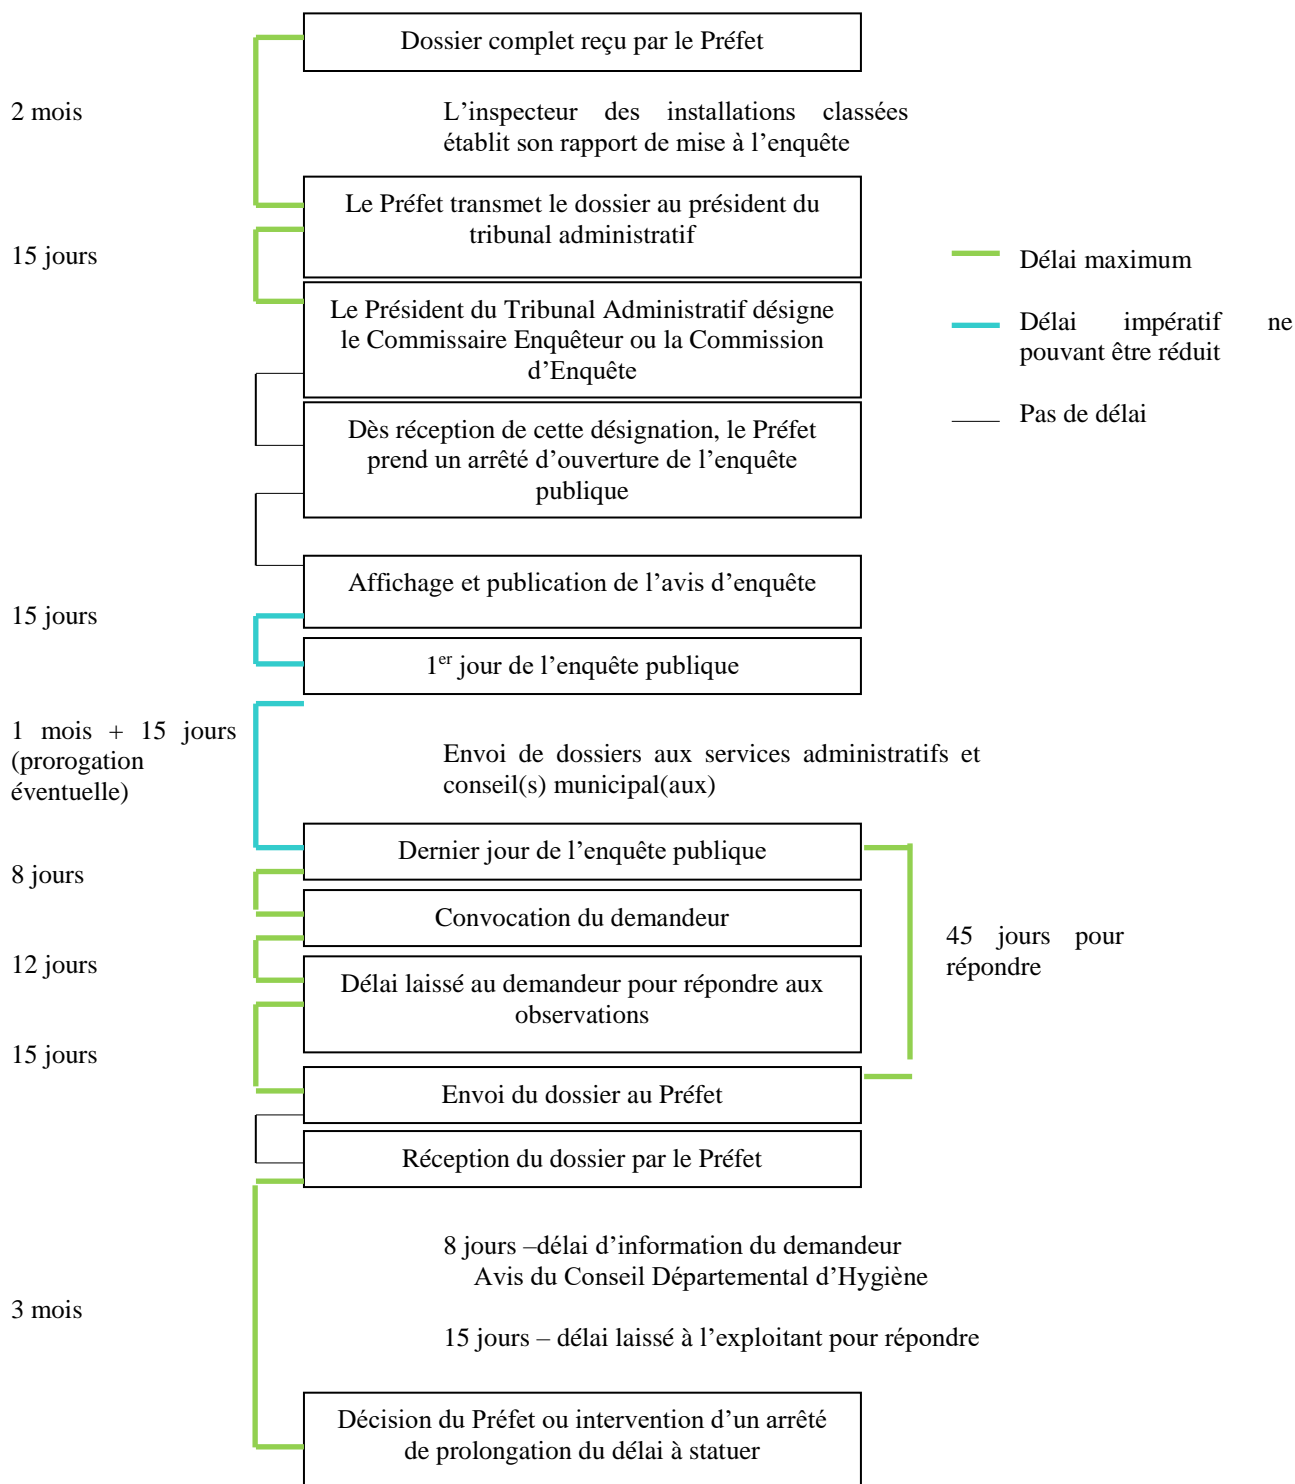 Dossier complet reçu par le Préfet
2 mois
L’inspecteur des installations classées
établit son rapport de mise à l’enquête
Le Préfet transmet le dossier au président du
tribunal administratif
15 jours
Délai maximum
Le Président du Tribunal Administratif désigne
le Commissaire Enquêteur ou la Commission
d’Enquête
Délai impératif ne
pouvant être réduit
Pas de délai
Dès réception de cette désignation, le Préfet
prend un arrêté d’ouverture de l’enquête
publique
Affichage et publication de l’avis d’enquête
15 jours
1er jour de l’enquête publique
1 mois + 15 jours
(prorogation
éventuelle)
Envoi de dossiers aux services administratifs et
conseil(s) municipal(aux)
Dernier jour de l’enquête publique
8 jours
Convocation du demandeur
45 jours pour
répondre
12 jours
Délai laissé au demandeur pour répondre aux
observations
15 jours
Envoi du dossier au Préfet
Réception du dossier par le Préfet
8 jours –délai d’information du demandeur
Avis du Conseil Départemental d’Hygiène
3 mois
15 jours – délai laissé à l’exploitant pour répondre
Décision du Préfet ou intervention d’un arrêté
de prolongation du délai à statuer